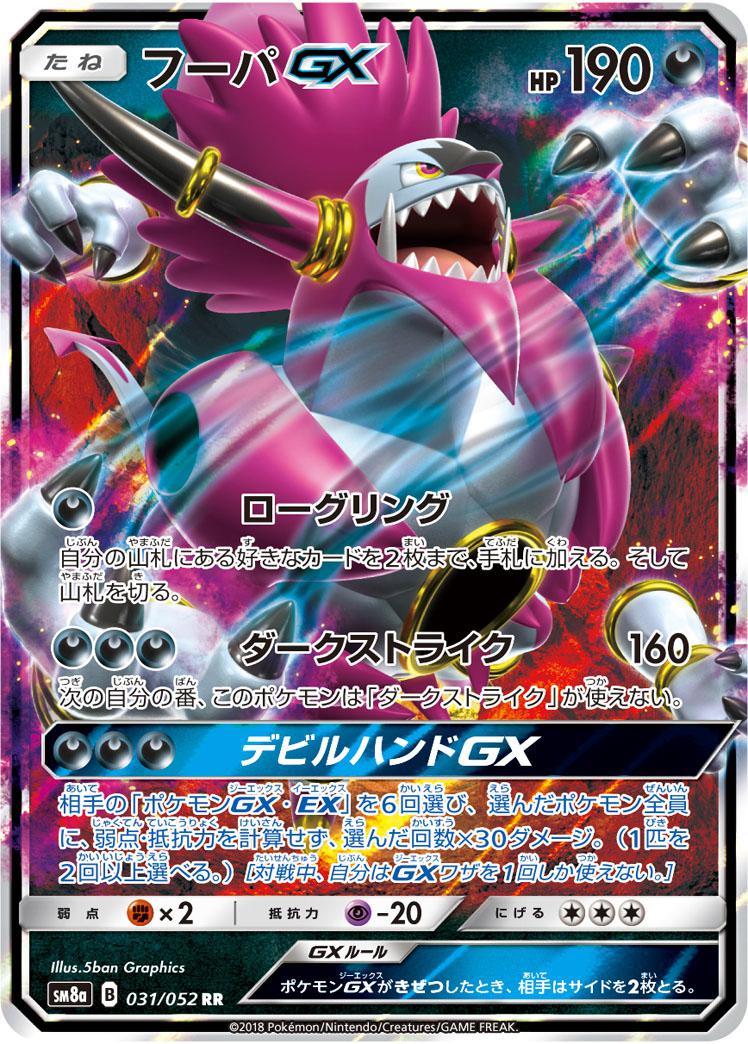 たね フーパGX HP 190
ローグリング
自分の山札にある好きなカードを2枚まで、手札に加える。そして
山札を切る。
ダークストライク 160
次の自分の番、このポケモンは「ダークストライク」が使えない。
デビルハンドGX
相手の「ポケモンGX・EX」を6回選び、選んだポケモン全員
に、弱点・抵抗力を計算せず、選んだ回数×30ダメージ。（1匹を
2回以上選べる。）[対戦中、自分はGXワザを1回しか使えない。]
弱点 ×2 抵抗力 -20 にげる
GXルール
ポケモンGXがきぜつしたとき、相手はサイドを2枚とる。
Illus.5ban Graphics
SM8a B 031/052 RR
©2018 Pokémon/Nintendo/Creatures/GAME FREAK.